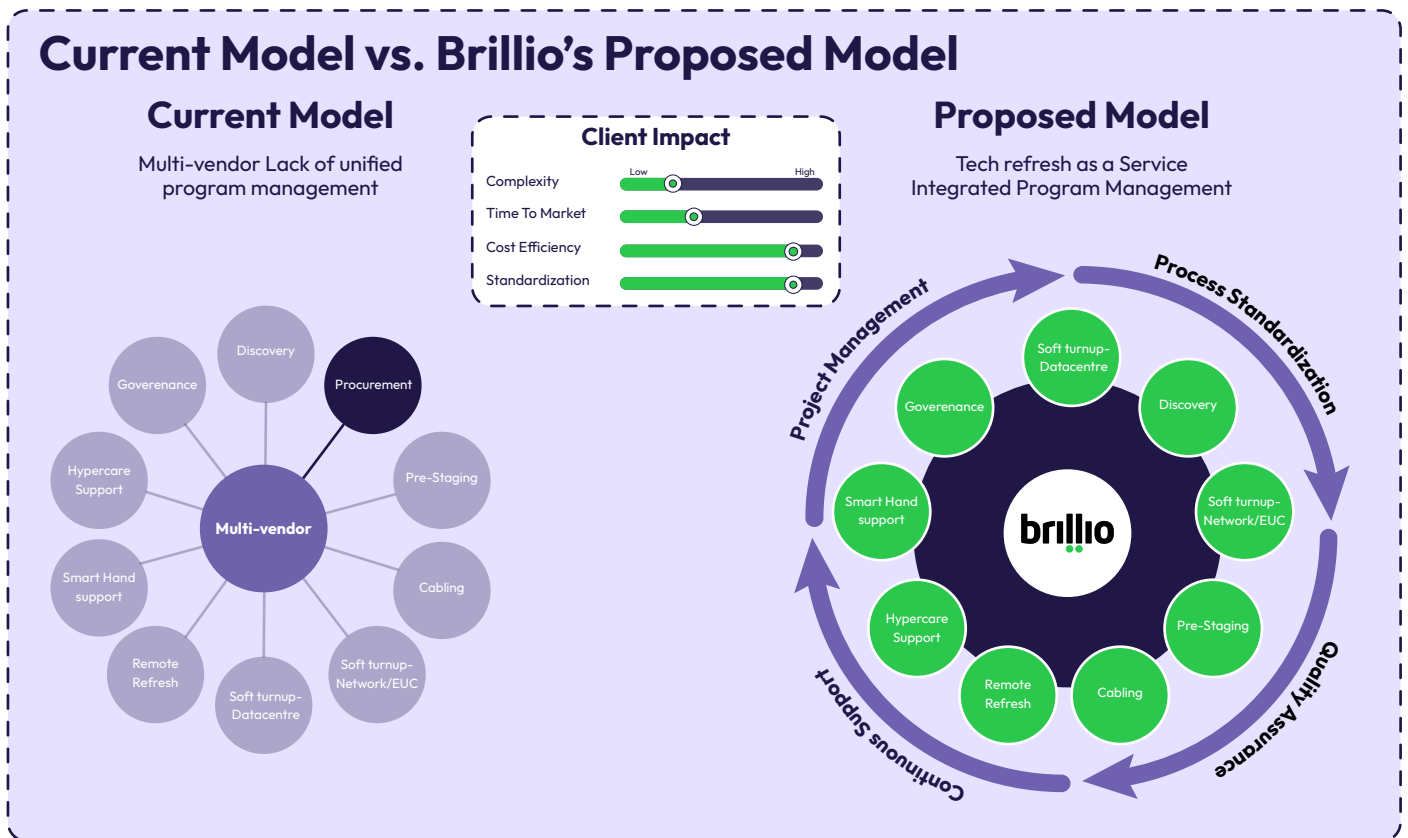 Current Model vs. Brillio's Proposed Model
Current Model
Multi-vendor Lack of unified
program management
Client Impact
Low
High
Complexity
Time To Market
Cost Efficiency
Standardization
Proposed Model
Tech refresh as a Service
Integrated Program Management
Discovery
Goverenance
Procurement
Hypercare
Support
Pre-Staging
Multi-vendor
Smart Hand
support
Cabling
Remote
Refresh
Soft turnup-
Network/EUC
Soft turnup-
Datacentre
Project Management
Process Standardization
Soft turnup-
Datacentre
Goverenance
Discovery
Smart Hand
support
Soft turnup-
Network/EUC
brillio
Hypercare
Support
Pre-Staging
Remote
Refresh
Cabling
Continuous Support
Quality Assurance